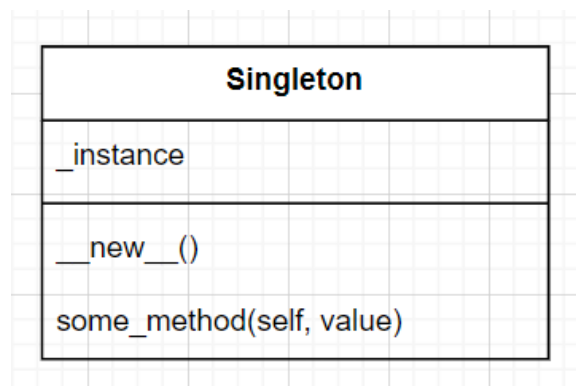 Singleton
_instance
__new__()
some_method(self, value)